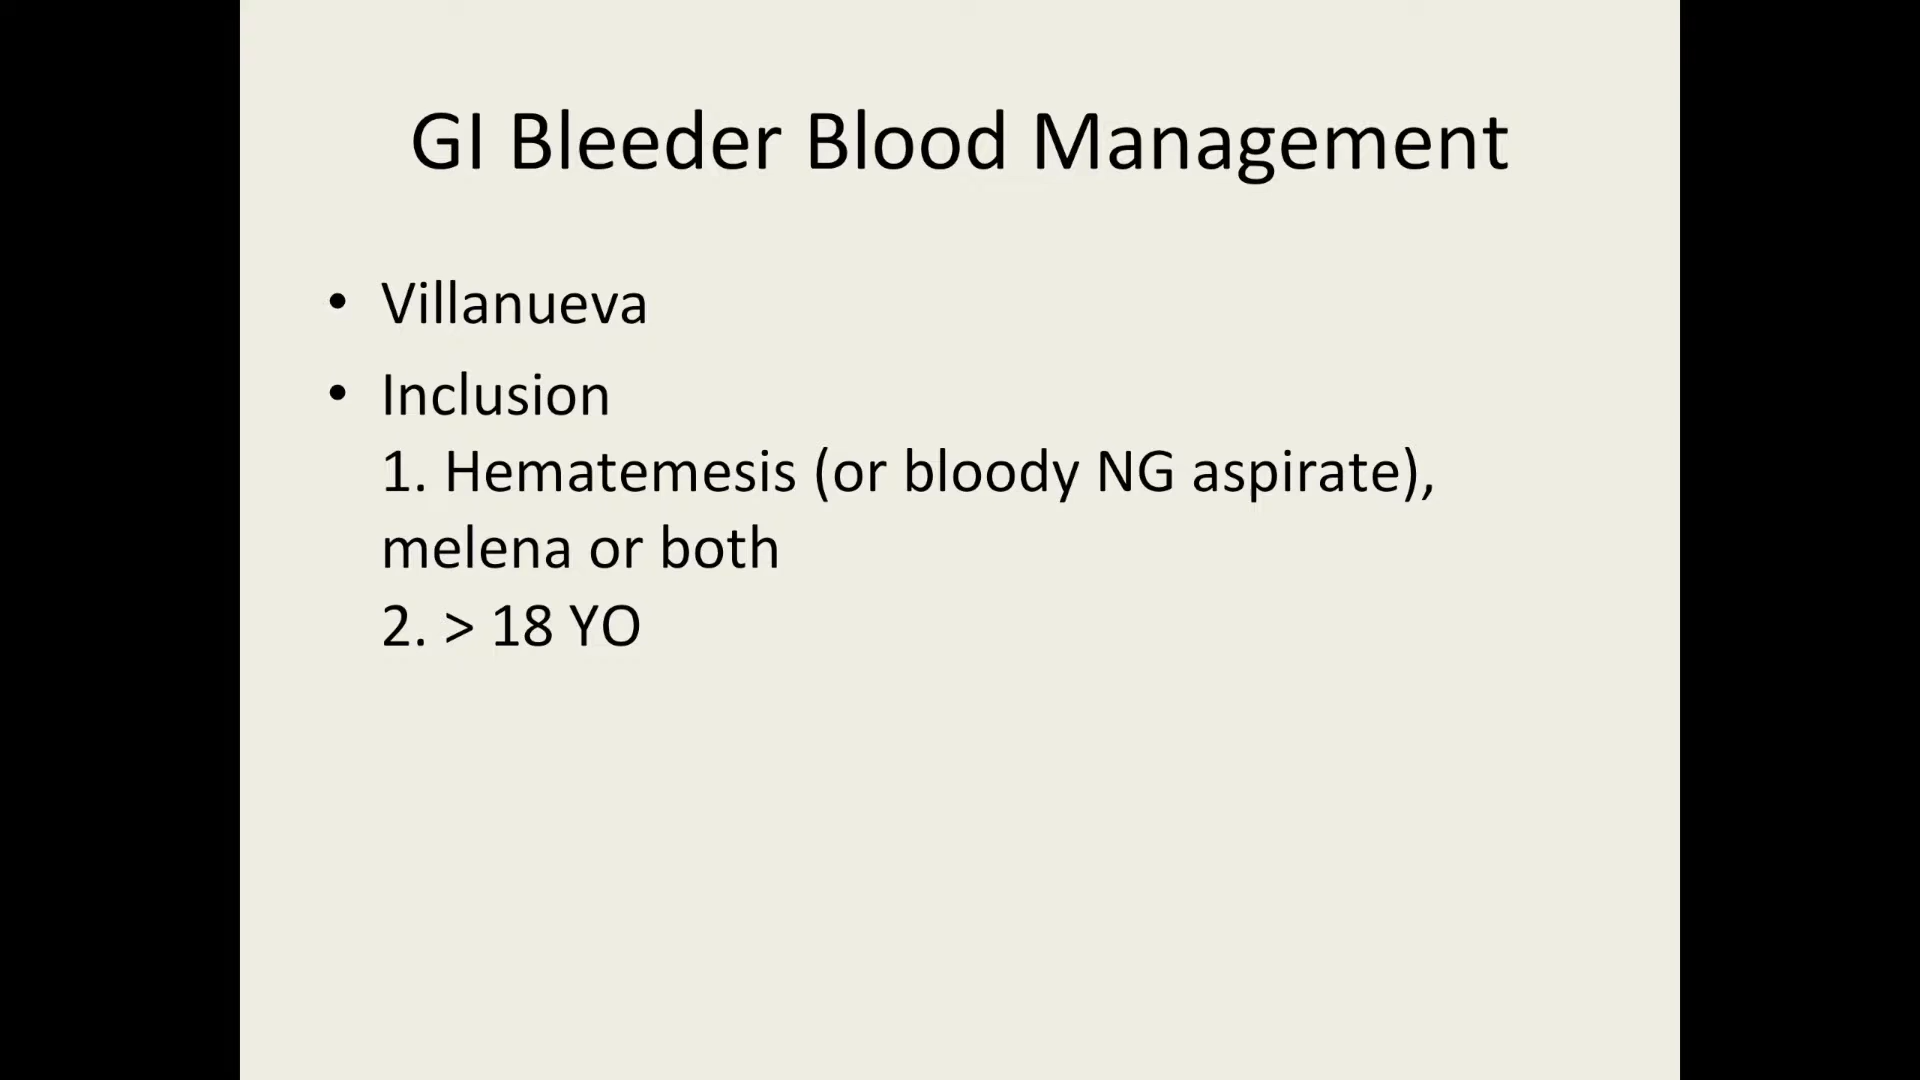 GI Bleeder Blood Management
• Villanueva
• Inclusion
1. Hematemesis (or bloody NG aspirate),
melena or both
2. > 18 YO